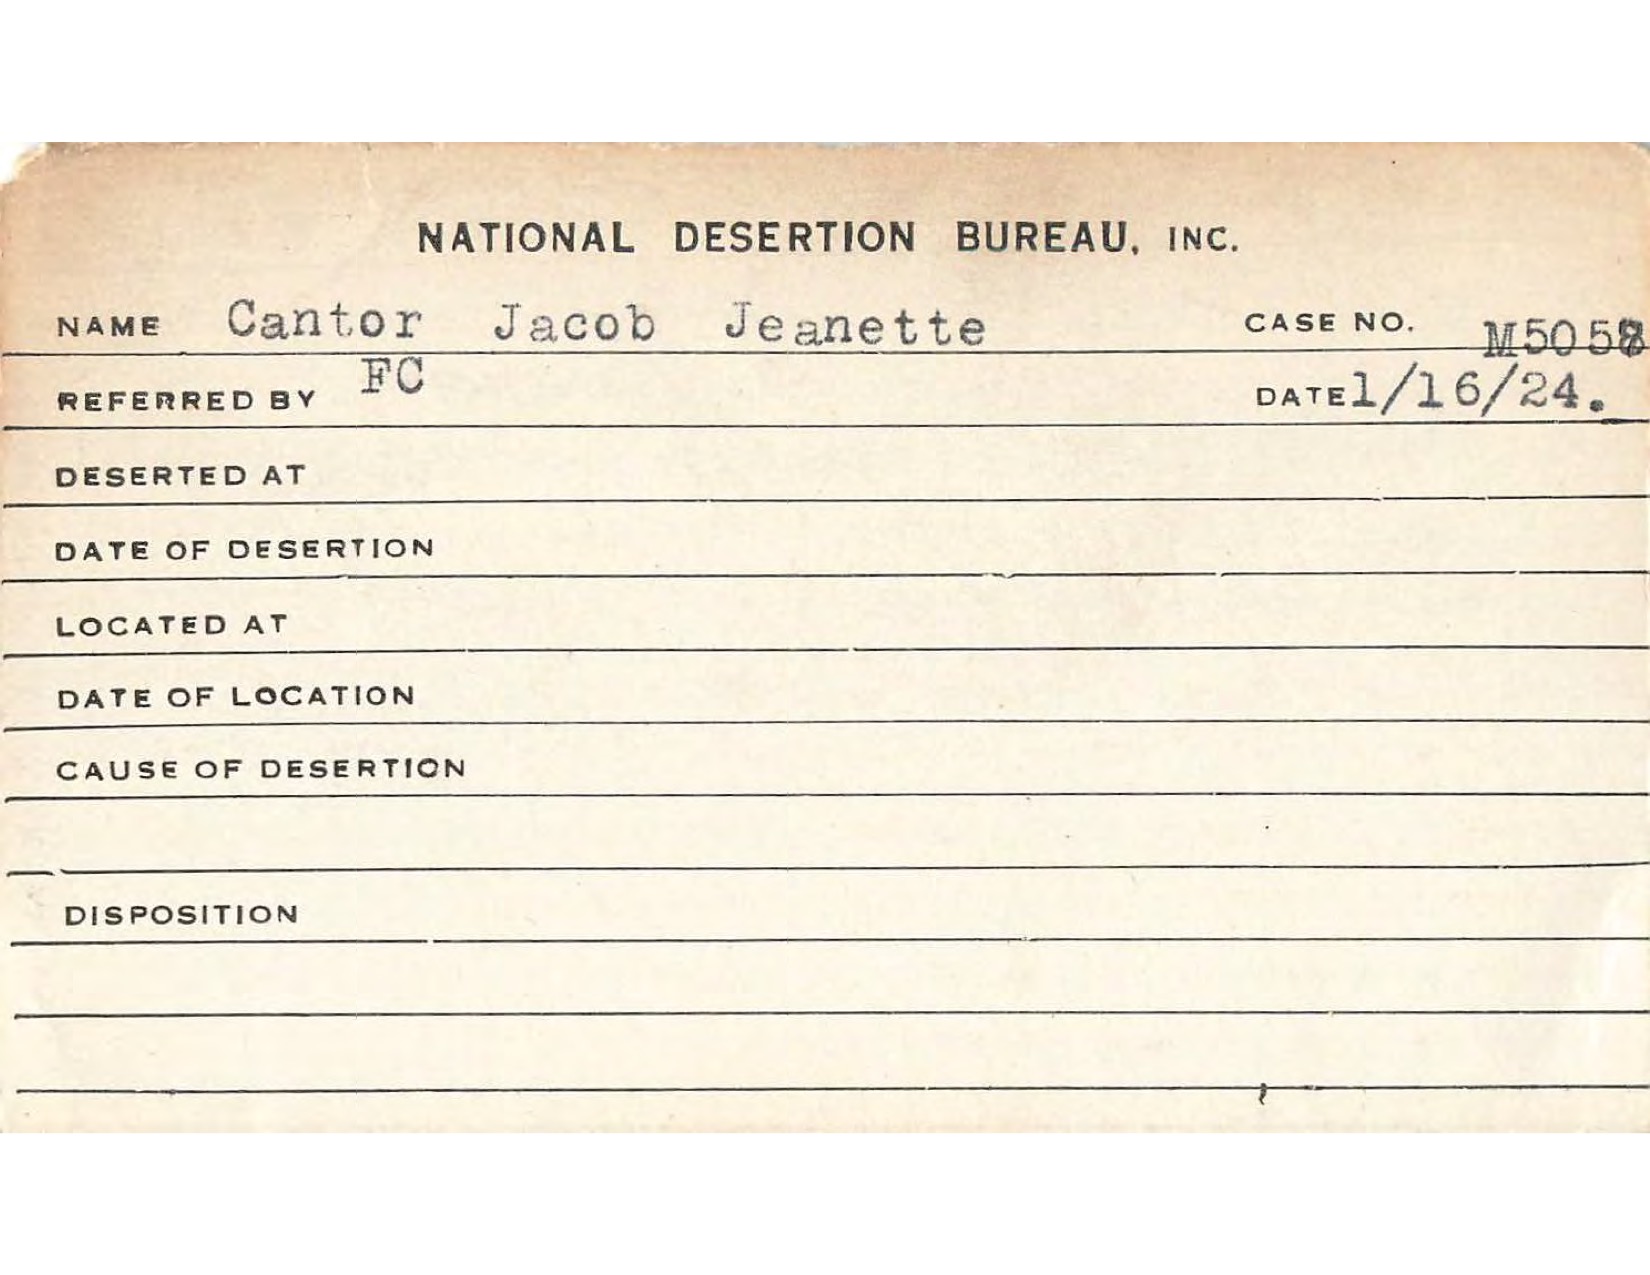 NATIONAL DESERTION BUREAU, INC.
NAME Cantor Jacob Jeanette CASE NO.
REFERRED BY FC DATE 1/16/24.
DESERTED AT
DATE OF DESERTION
LOCATED AT
DATE OF LOCATION
CAUSE OF DESERTION
DISPOSITION